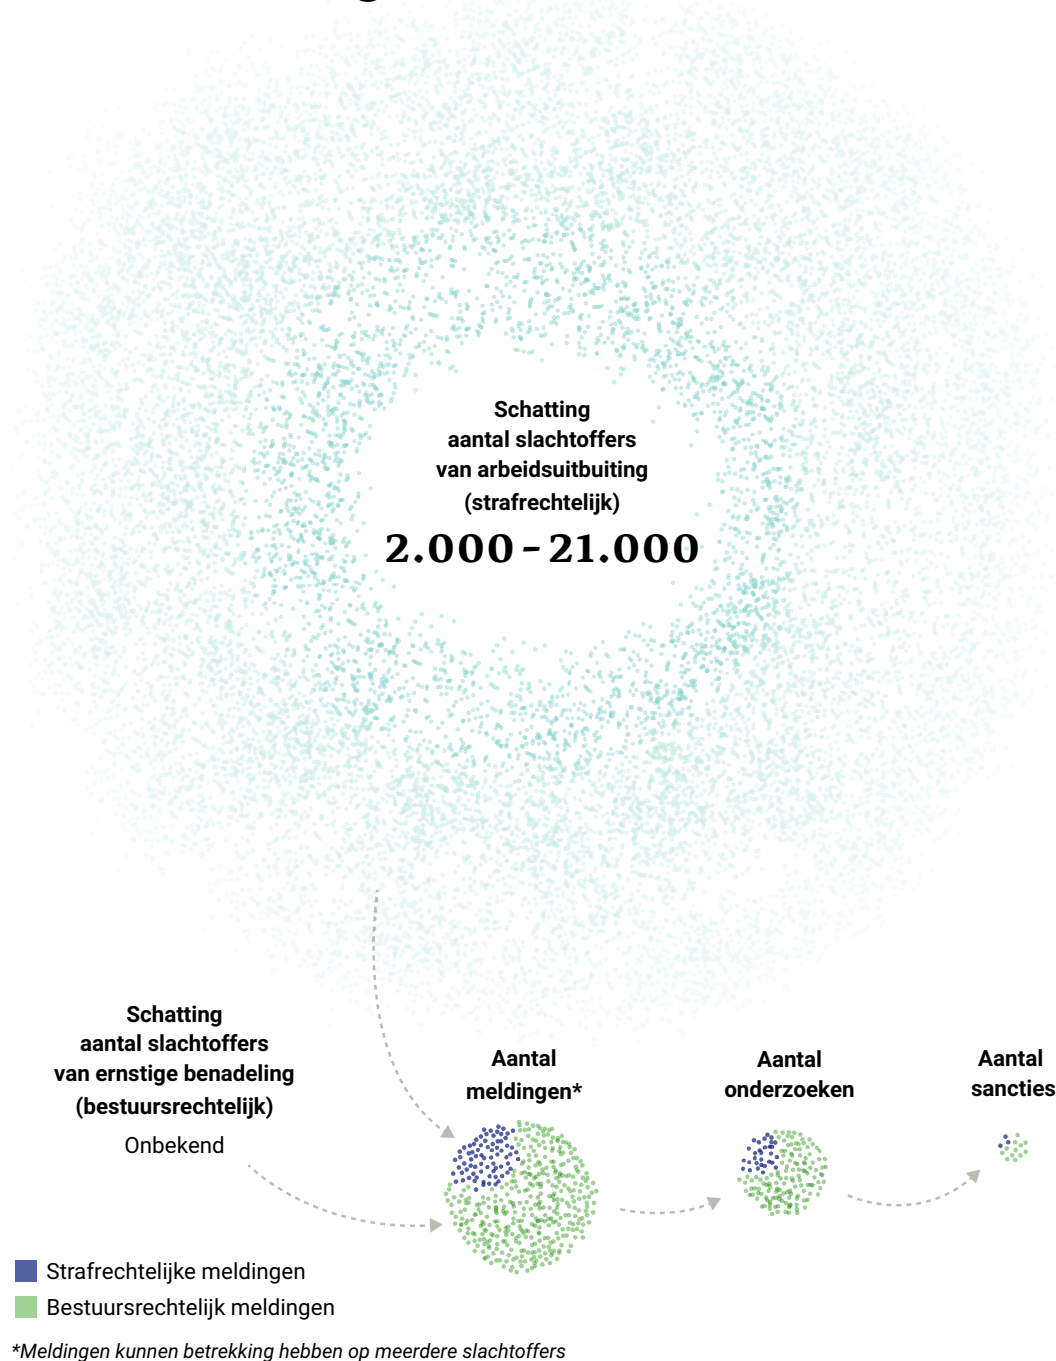 Schatting
aantal slachtoffers
van arbeidsuitbuiting
(strafrechtelijk)
2.000 – 21.000
Schatting
aantal slachtoffers
van ernstige benadeling
(bestuursrechtelijk)
Onbekend
Aantal
meldingen*
Aantal
onderzoeken
Aantal
sancties
Strafrechtelijke meldingen
Bestuursrechtelijk meldingen
*Meldingen kunnen betrekking hebben op meerdere slachtoffers